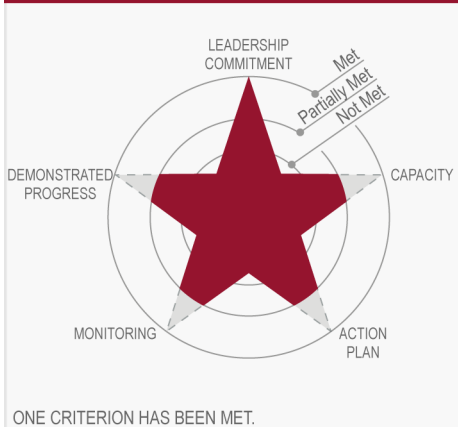 LEADERSHIP
COMMITMENT
Met
Partially Met
Not Met
DEMONSTRATED
PROGRESS
CAPACITY
MONITORING
ACTION
PLAN
ONE CRITERION HAS BEEN MET.